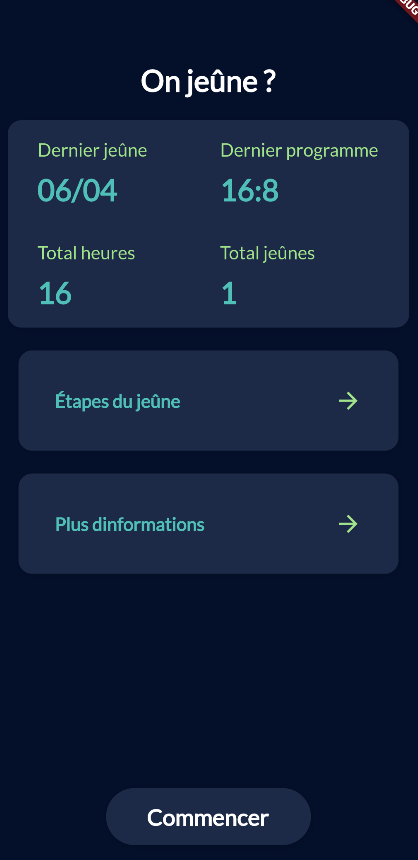 On jeûne ?
Dernier jeûne
06/04
Dernier programme
16:8
Total heures
16
Total jeûnes
1
Étapes du jeûne
Plus dinformations
Commencer